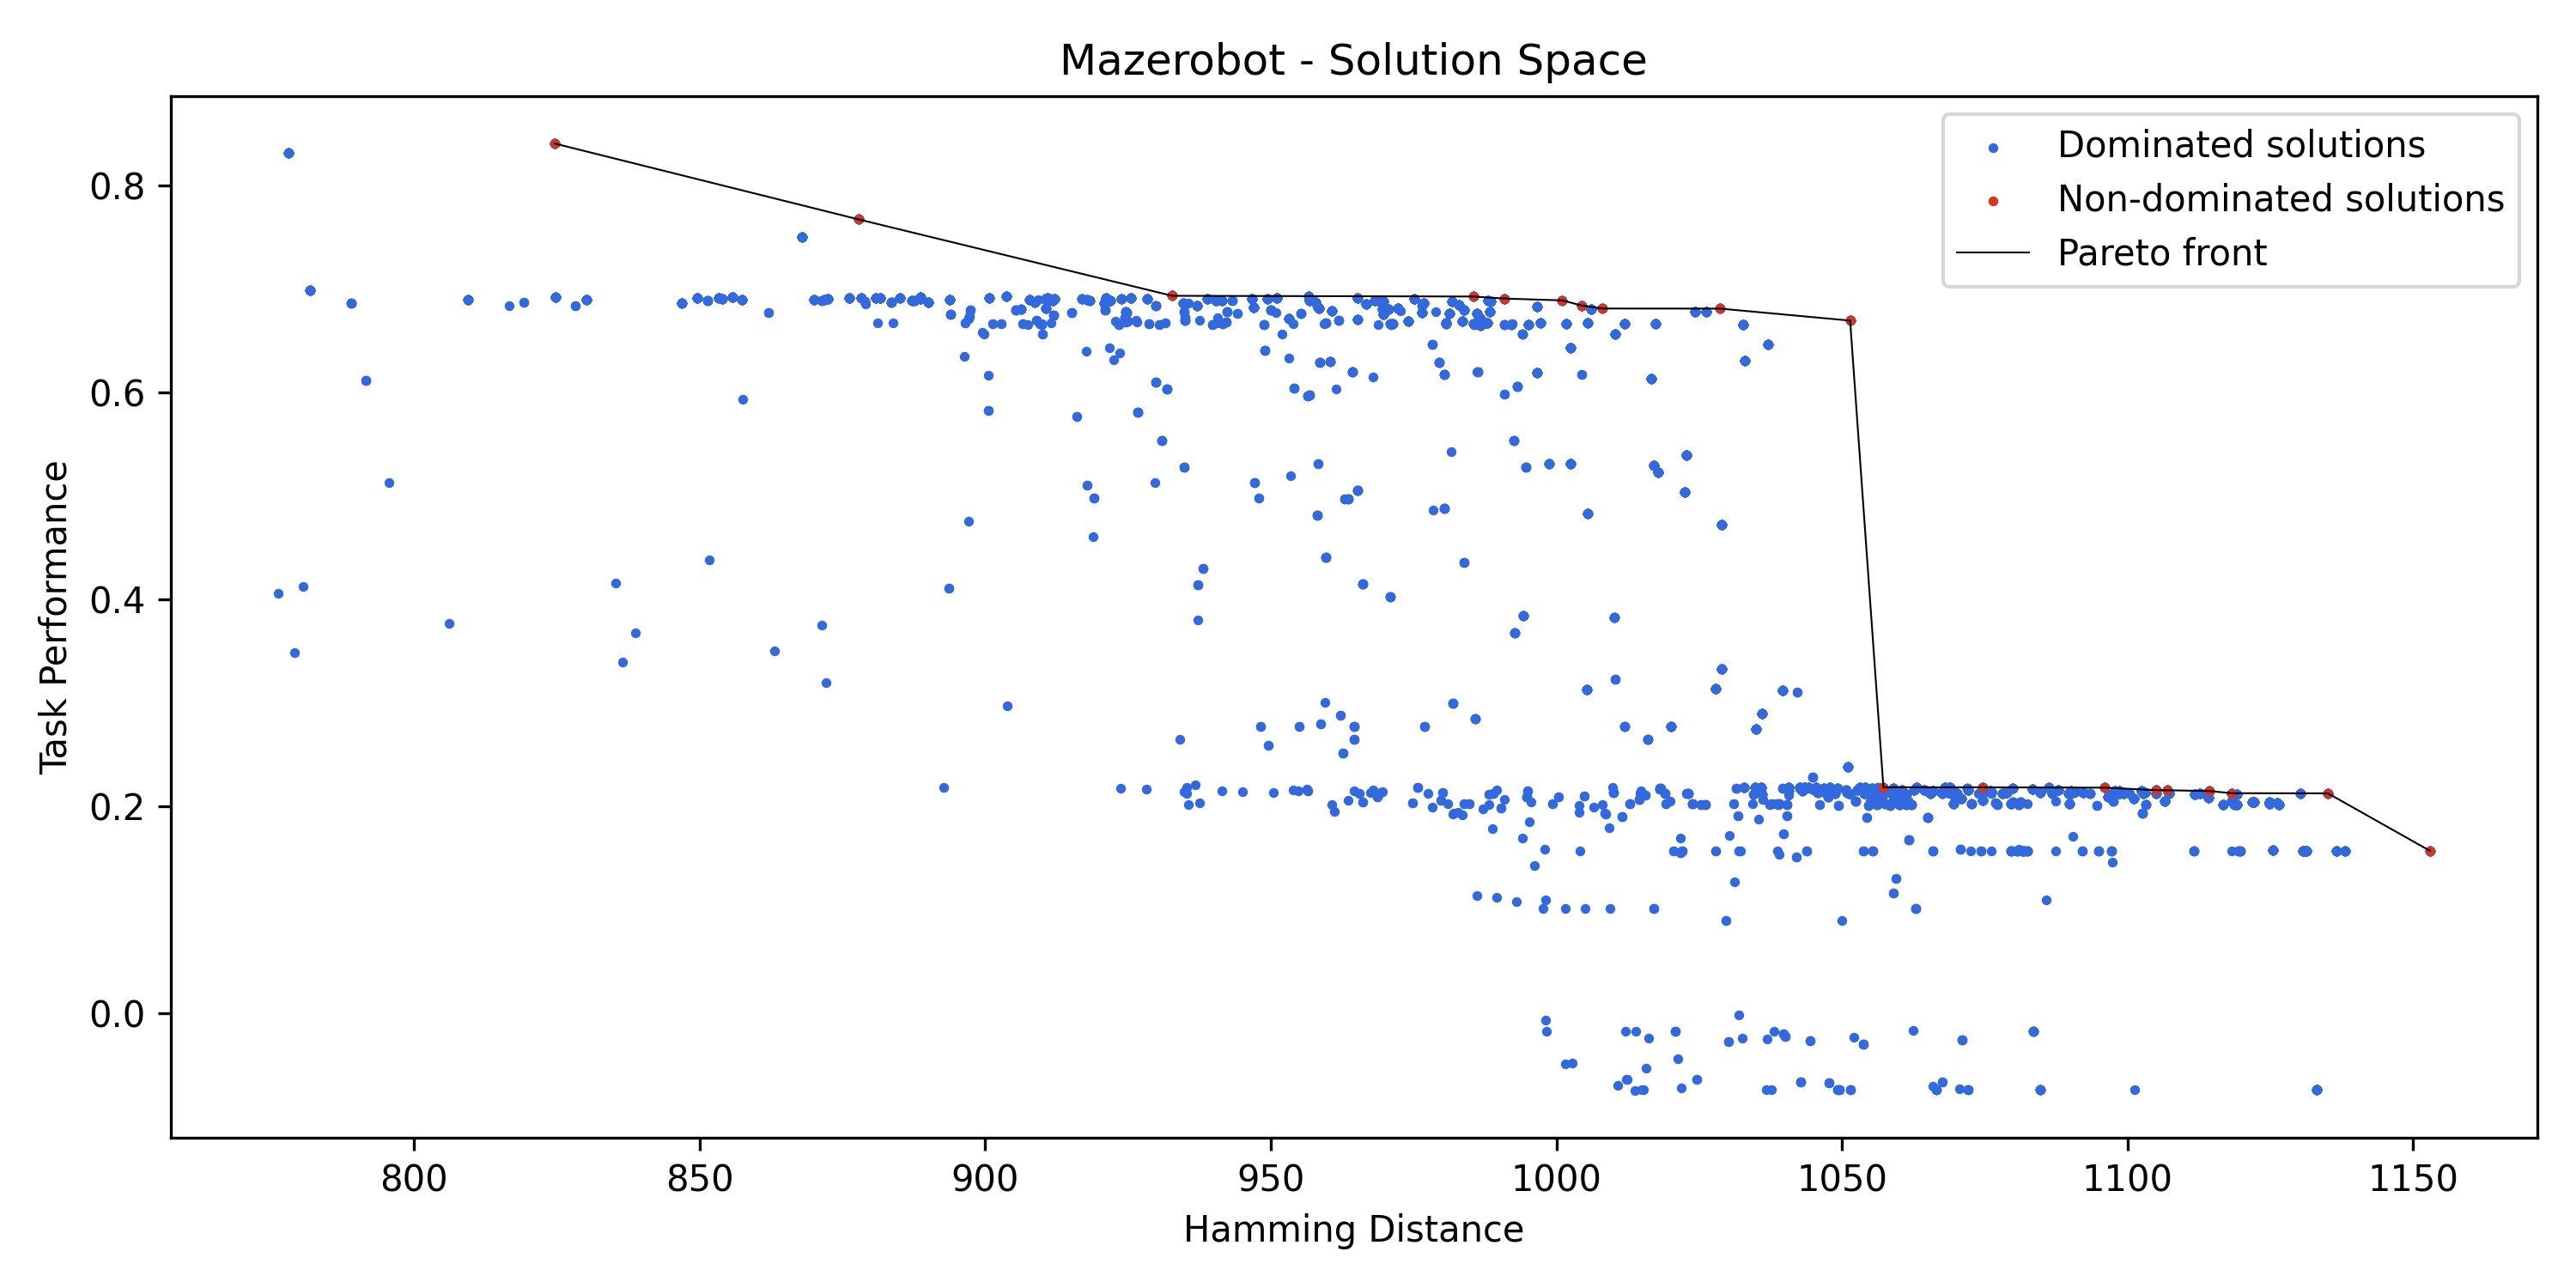 Mazerobot - Solution Space
Dominated solutions
Non-dominated solutions
Pareto front
Task Performance
0.8
0.6
0.4
0.2
0.0
800 850 900 950 1000 1050 1100 1150
Hamming Distance